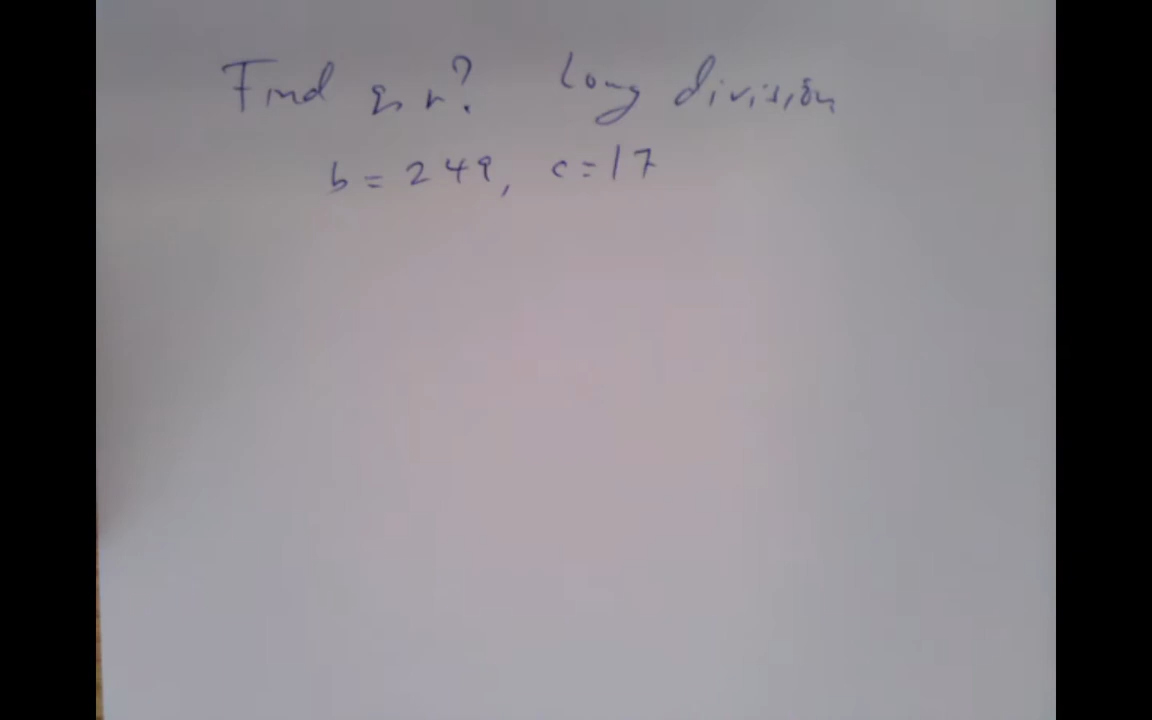 Find q, r? Long division
b = 249, c = 17